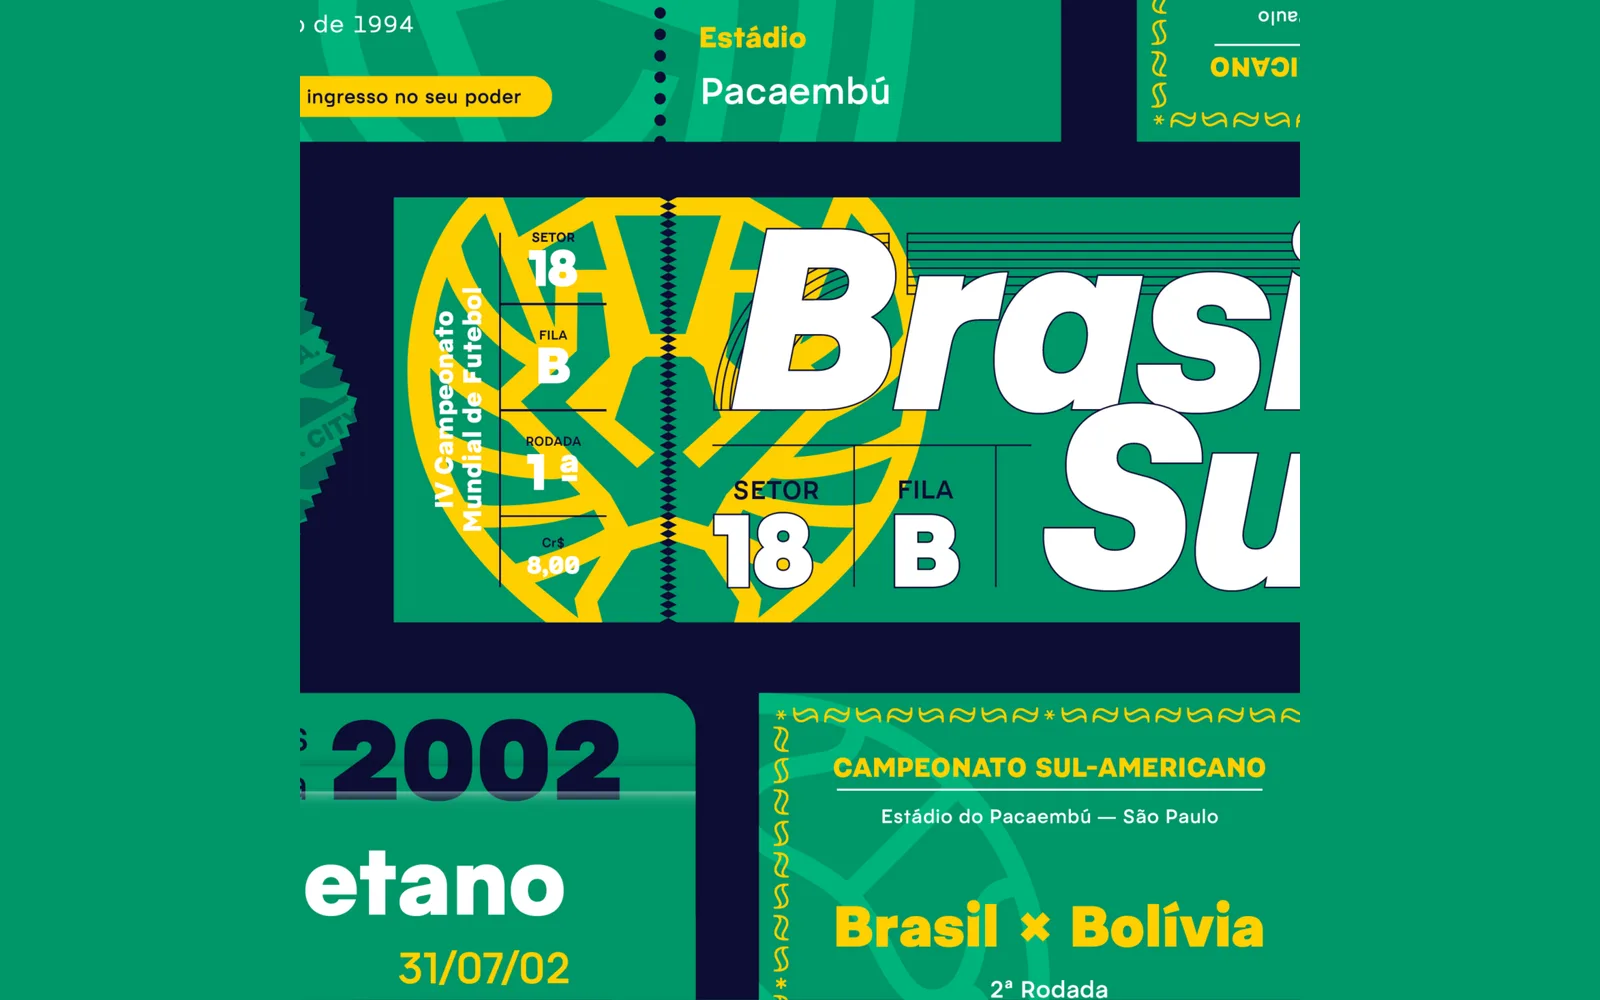 de 1994
ingresso no seu poder
Estádio
Pacaembú
IV Campeonato
Mundial de Futebol
SETOR
18
FILA
B
RODADA
1ª
Cr$
8,00
Brasi
Su
SETOR
18
FILA
B
CITY
2002
etano
31/07/02
CAMPEONATO SUL-AMERICANO
Estádio do Pacaembú — São Paulo
Brasil × Bolívia
2ª Rodada